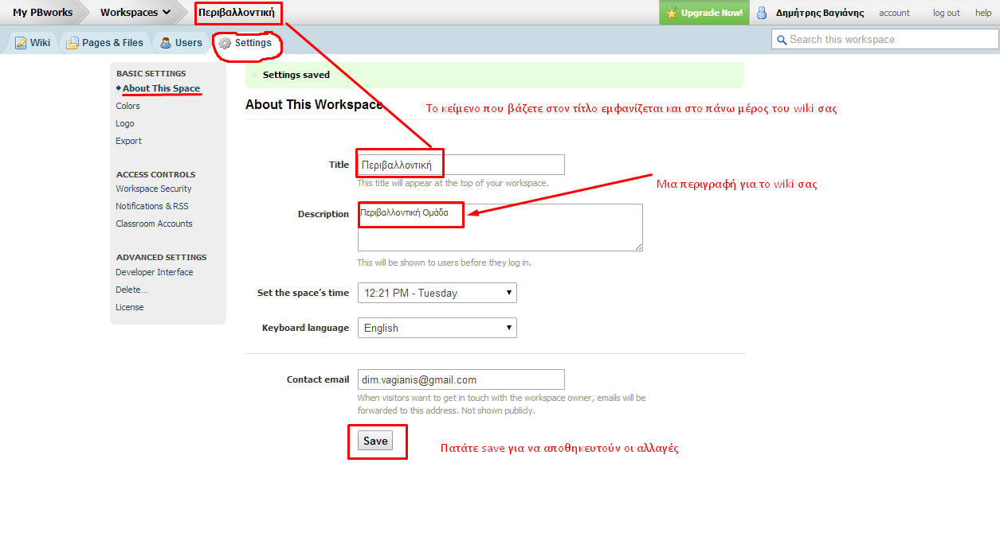 My PBworks Workspaces Περιβαλλοντική Upgrade Now! Δημήτρης Βαγιάνης account log out help
Wiki Pages & Files Users Settings Search this workspace
BASIC SETTINGS
About This Space
Colors
Logo
Export
ACCESS CONTROLS
Workspace Security
Notifications & RSS
Classroom Accounts
ADVANCED SETTINGS
Developer Interface
Delete...
License
Settings saved
About This Workspace
Το κείμενο που βάζετε στον τίτλο εμφανίζεται και στο πάνω μέρος του wiki σας
Title Περιβαλλοντική
This title will appear at the top of your workspace.
Μια περιγραφή για το wiki σας
Description Περιβαλλοντική Ομάδα
This will be shown to users before they log in.
Set the space's time 12:21 PM - Tuesday
Keyboard language English
Contact email dim.vagianis@gmail.com
When visitors want to get in touch with the workspace owner, emails will be
forwarded to this address. Not shown publicly.
Save
Πατάτε save για να αποθηκευτούν οι αλλαγές